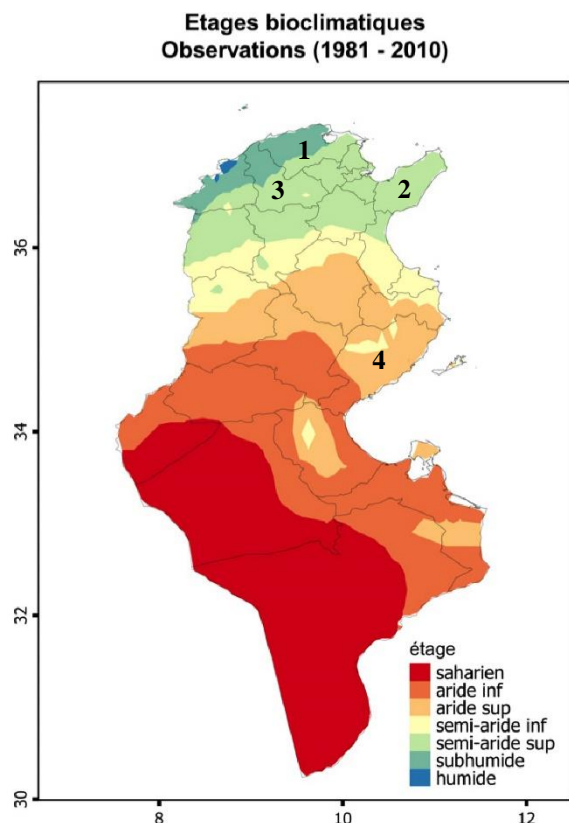 Etages bioclimatiques
Observations (1981 - 2010)
1
2
3
36
4
34
32
30
étage
saharien
aride inf
aride sup
semi-aride inf
semi-aride sup
subhumide
humide
8
10
12